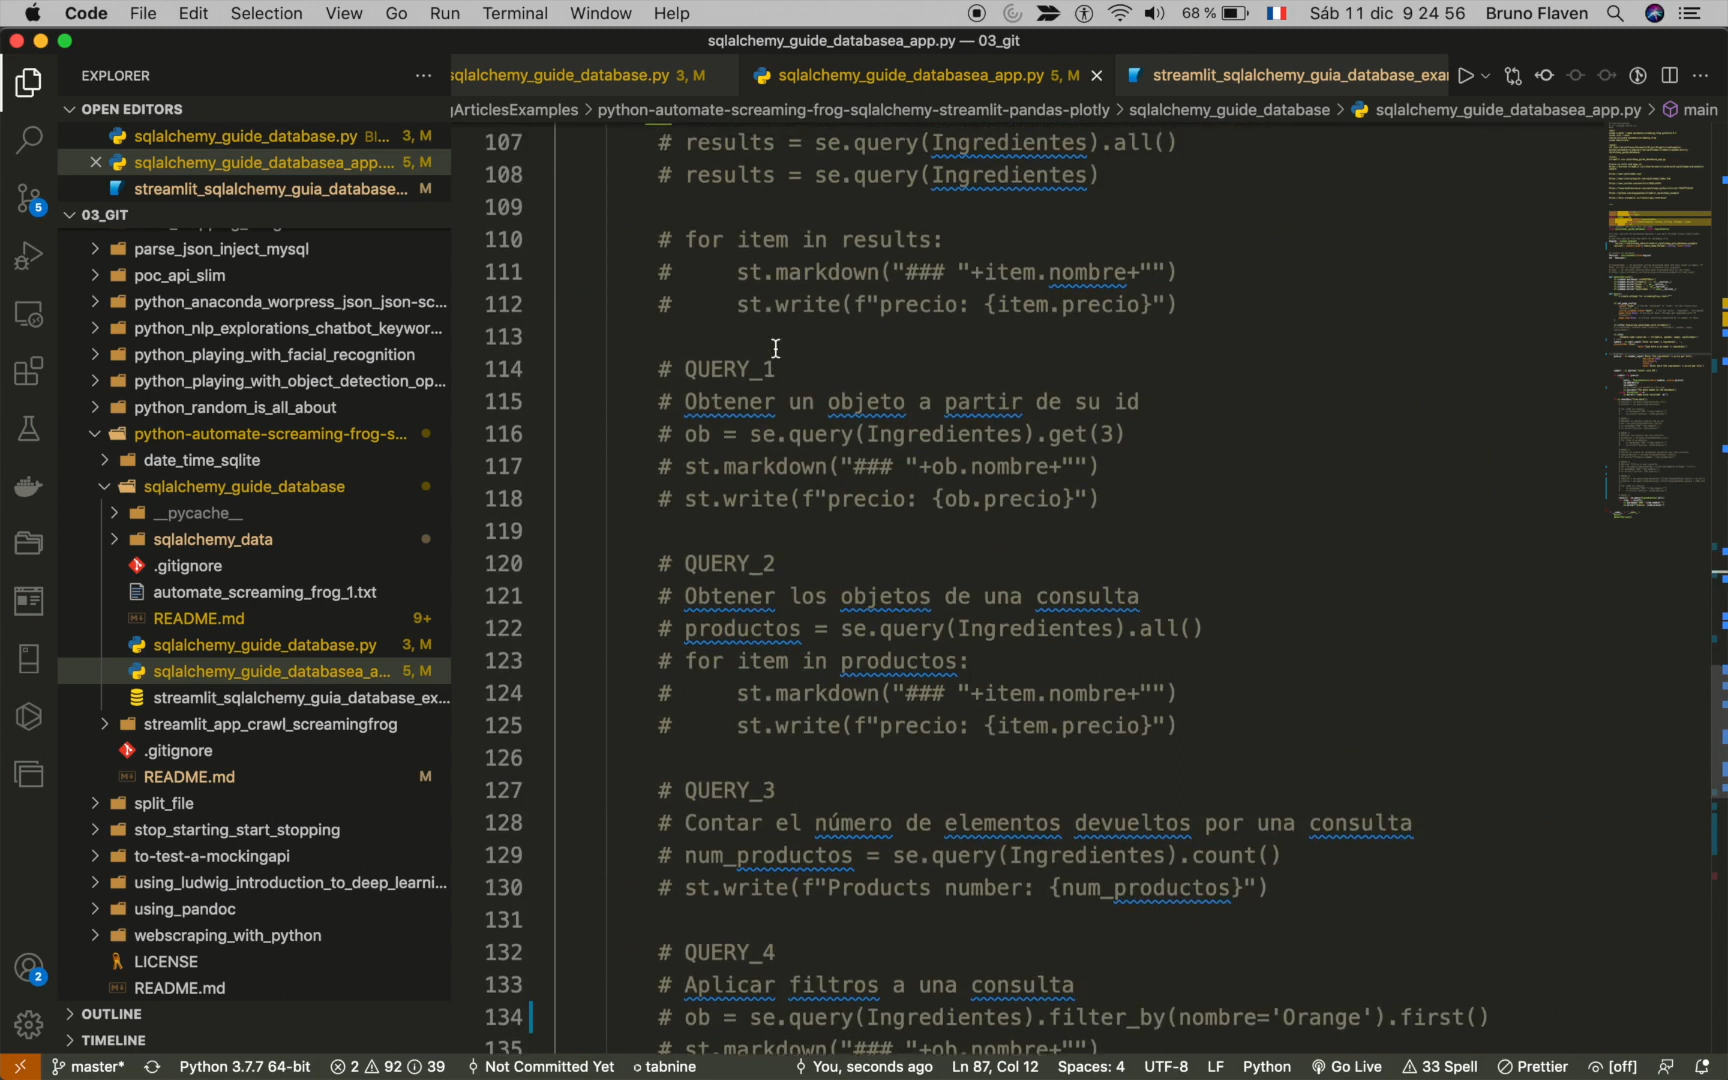 Code File Edit Selection View Go Run Terminal Window Help 68 % Sáb 11 dic 9 24 56 Bruno Flaven
sqlalchemy_guide_databasea_app.py — 03_git
EXPLORER
sqlalchemy_guide_database.py 3, M
sqlalchemy_guide_databasea_app.py 5, M
streamlit_sqlalchemy_guia_database_exa
OPEN EDITORS
gArticlesExamples > python-automate-screaming-frog-sqlalchemy-streamlit-pandas-plotly > sqlalchemy_guide_database > sqlalchemy_guide_databasea_app.py > main
sqlalchemy_guide_database.py Bl... 3, M
sqlalchemy_guide_databasea_app.... 5, M
streamlit_sqlalchemy_guia_database... M
03_GIT
parse_json_inject_mysql
poc_api_slim
python_anaconda_worpress_json_json-sc...
python_nlp_explorations_chatbot_keywor...
python_playing_with_facial_recognition
python_playing_with_object_detection_op...
python_random_is_all_about
python-automate-screaming-frog-s...
date_time_sqlite
sqlalchemy_guide_database
__pycache__
sqlalchemy_data
.gitignore
automate_screaming_frog_1.txt
README.md 9+
sqlalchemy_guide_database.py 3, M
sqlalchemy_guide_databasea_a... 5, M
streamlit_sqlalchemy_guia_database_ex...
streamlit_app_crawl_screamingfrog
.gitignore
README.md M
split_file
stop_starting_start_stopping
to-test-a-mockingapi
using_ludwig_introduction_to_deep_learni...
using_pandoc
webscraping_with_python
LICENSE
README.md
OUTLINE
TIMELINE
5
2
107 # results = se.query(Ingredientes).all()
108 # results = se.query(Ingredientes)
109
110 # for item in results:
111 #     st.markdown("### "+item.nombre+"")
112 #     st.write(f"precio: {item.precio}")
113
114 # QUERY_1
115 # Obtener un objeto a partir de su id
116 # ob = se.query(Ingredientes).get(3)
117 # st.markdown("### "+ob.nombre+"")
118 # st.write(f"precio: {ob.precio}")
119
120 # QUERY_2
121 # Obtener los objetos de una consulta
122 # productos = se.query(Ingredientes).all()
123 # for item in productos:
124 #     st.markdown("### "+item.nombre+"")
125 #     st.write(f"precio: {item.precio}")
126
127 # QUERY_3
128 # Contar el número de elementos devueltos por una consulta
129 # num_productos = se.query(Ingredientes).count()
130 # st.write(f"Products number: {num_productos}")
131
132 # QUERY_4
133 # Aplicar filtros a una consulta
134 # ob = se.query(Ingredientes).filter_by(nombre='Orange').first()
135 # st.markdown("### "+ob.nombre+"")
master* Python 3.7.7 64-bit 2 92 39 Not Committed Yet tabnine You, seconds ago Ln 87, Col 12 Spaces: 4 UTF-8 LF Python Go Live 33 Spell Prettier [off]